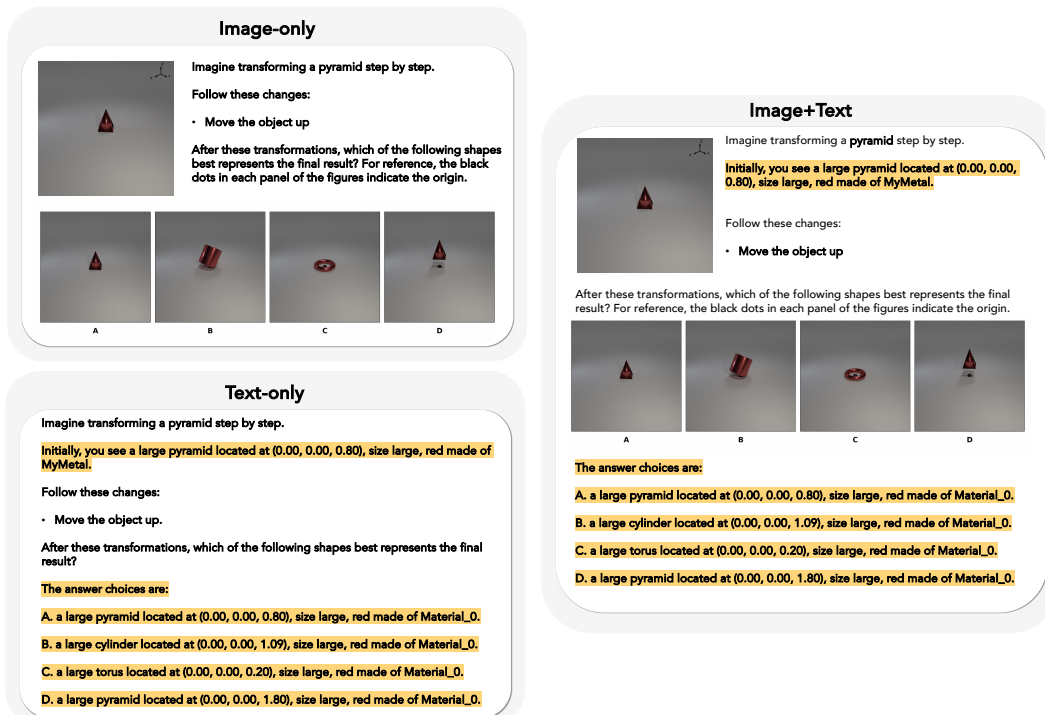 Image-only
Imagine transforming a pyramid step by step.
Follow these changes:
• Move the object up
After these transformations, which of the following shapes
best represents the final result? For reference, the black
dots in each panel of the figures indicate the origin.
A
B
C
D
Text-only
Imagine transforming a pyramid step by step.
Initially, you see a large pyramid located at (0.00, 0.00, 0.80), size large, red made of
MyMetal.
Follow these changes:
• Move the object up.
After these transformations, which of the following shapes best represents the final
result?
The answer choices are:
A. a large pyramid located at (0.00, 0.00, 0.80), size large, red made of Material_0.
B. a large cylinder located at (0.00, 0.00, 1.09), size large, red made of Material_0.
C. a large torus located at (0.00, 0.00, 0.20), size large, red made of Material_0.
D. a large pyramid located at (0.00, 0.00, 1.80), size large, red made of Material_0.
Image+Text
Imagine transforming a pyramid step by step.
Initially, you see a large pyramid located at (0.00, 0.00,
0.80), size large, red made of MyMetal.
Follow these changes:
• Move the object up
After these transformations, which of the following shapes best represents the final
result? For reference, the black dots in each panel of the figures indicate the origin.
A
B
C
D
The answer choices are:
A. a large pyramid located at (0.00, 0.00, 0.80), size large, red made of Material_0.
B. a large cylinder located at (0.00, 0.00, 1.09), size large, red made of Material_0.
C. a large torus located at (0.00, 0.00, 0.20), size large, red made of Material_0.
D. a large pyramid located at (0.00, 0.00, 1.80), size large, red made of Material_0.